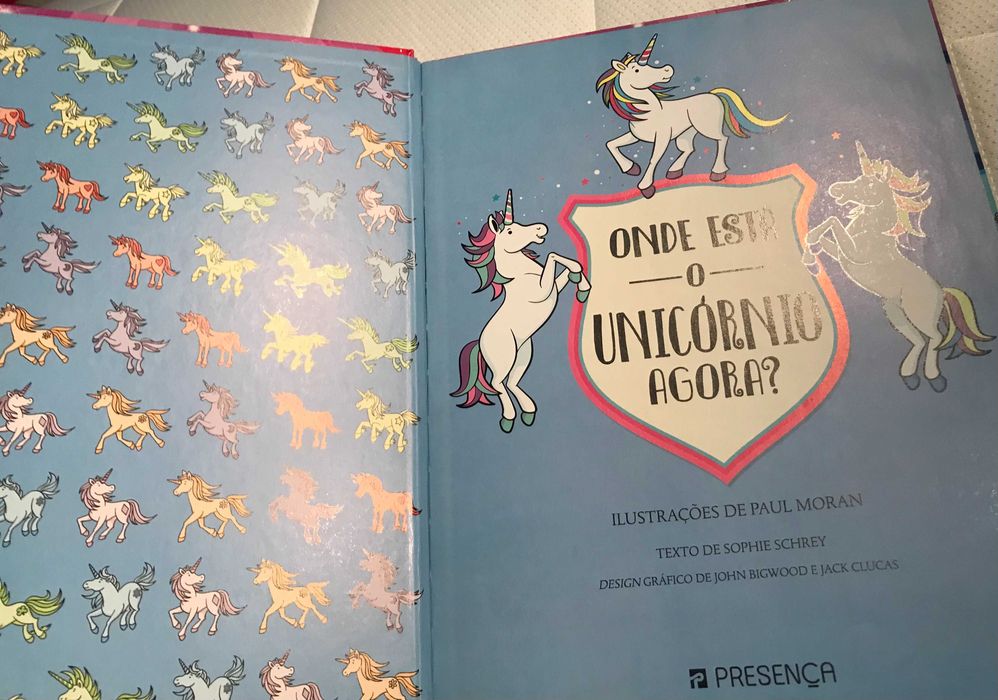 ONDE ESTÁ
O
UNICÓRNIO
AGORA?
ILUSTRAÇÕES DE PAUL MORAN
TEXTO DE SOPHIE SCHREY
DESIGN GRÁFICO DE JOHN BIGWOOD E JACK CLUCAS
PRESENÇA